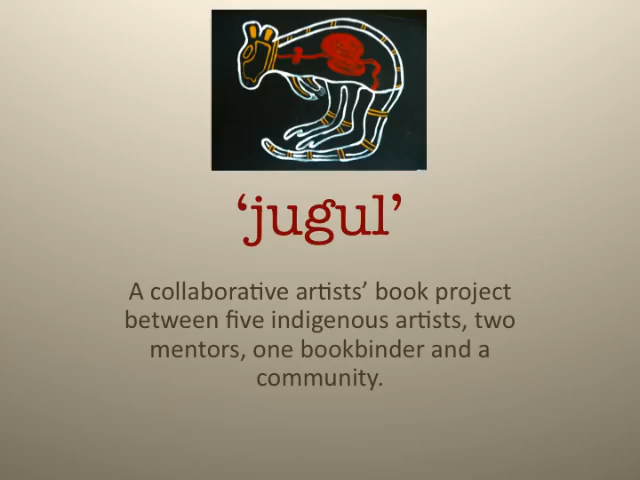 ‘jugul’
A collaborative artists’ book project
between five indigenous artists, two
mentors, one bookbinder and a
community.